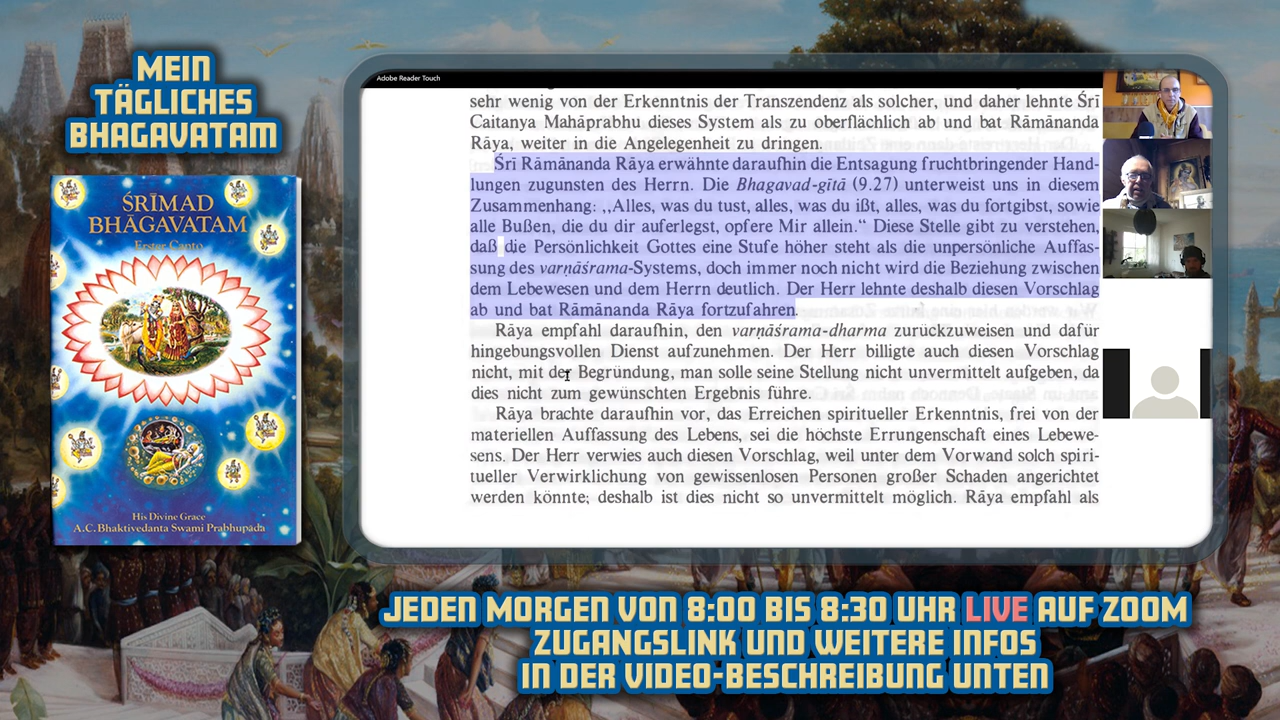 MEIN
TÄGLICHES
BHAGAVATAM
ŚRĪMAD
BHĀGAVATAM
Erster Canto
His Divine Grace
A.C. Bhaktivedanta Swami Prabhupāda
Adobe Reader Touch
sehr wenig von der Erkenntnis der Transzendenz als solcher, und daher lehnte Śrī
Caitanya Mahāprabhu dieses System als zu oberflächlich ab und bat Rāmānanda
Rāya, weiter in die Angelegenheit zu dringen.
Śrī Rāmānanda Rāya erwähnte daraufhin die Entsagung fruchtbringender Hand-
lungen zugunsten des Herrn. Die Bhagavad-gītā (9.27) unterweist uns in diesem
Zusammenhang: ,,Alles, was du tust, alles, was du ißt, alles, was du fortgibst, sowie
alle Bußen, die du dir auferlegst, opfere Mir allein.“ Diese Stelle gibt zu verstehen,
daß die Persönlichkeit Gottes eine Stufe höher steht als die unpersönliche Auffas-
sung des varṇāśrama-Systems, doch immer noch nicht wird die Beziehung zwischen
dem Lebewesen und dem Herrn deutlich. Der Herr lehnte deshalb diesen Vorschlag
ab und bat Rāmānanda Rāya fortzufahren.
Rāya empfahl daraufhin, den varṇāśrama-dharma zurückzuweisen und dafür
hingebungsvollen Dienst aufzunehmen. Der Herr billigte auch diesen Vorschlag
nicht, mit der Begründung, man solle seine Stellung nicht unvermittelt aufgeben, da
dies nicht zum gewünschten Ergebnis führe.
Rāya brachte daraufhin vor, das Erreichen spiritueller Erkenntnis, frei von der
materiellen Auffassung des Lebens, sei die höchste Errungenschaft eines Lebewe-
sens. Der Herr verwies auch diesen Vorschlag, weil unter dem Vorwand solch spiri-
tueller Verwirklichung von gewissenlosen Personen großer Schaden angerichtet
werden könnte; deshalb ist dies nicht so unvermittelt möglich. Rāya empfahl als
JEDEN MORGEN VON 8:00 BIS 8:30 UHR LIVE AUF ZOOM
ZUGANGSLINK UND WEITERE INFOS
IN DER VIDEO-BESCHREIBUNG UNTEN